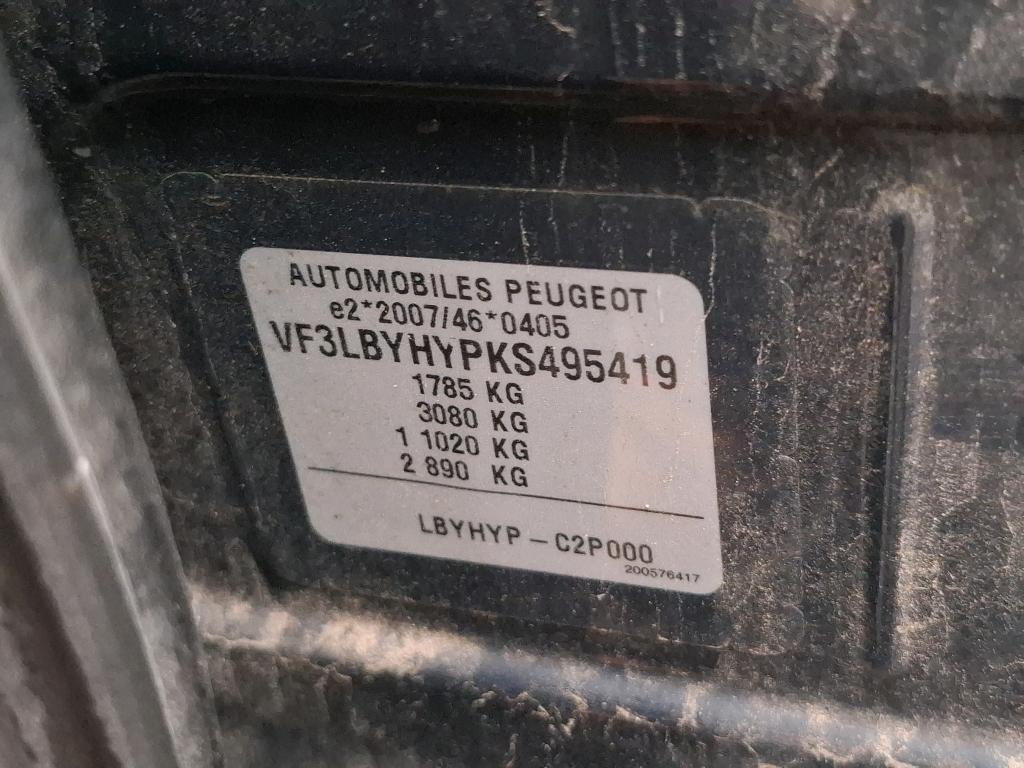 AUTOMOBILES PEUGEOT
e2*2007/46*0405
VF3LBYHYPKS495419
1785 KG
3080 KG
1 1020 KG
2 890 KG
LBYHYP - C2P000
200576417